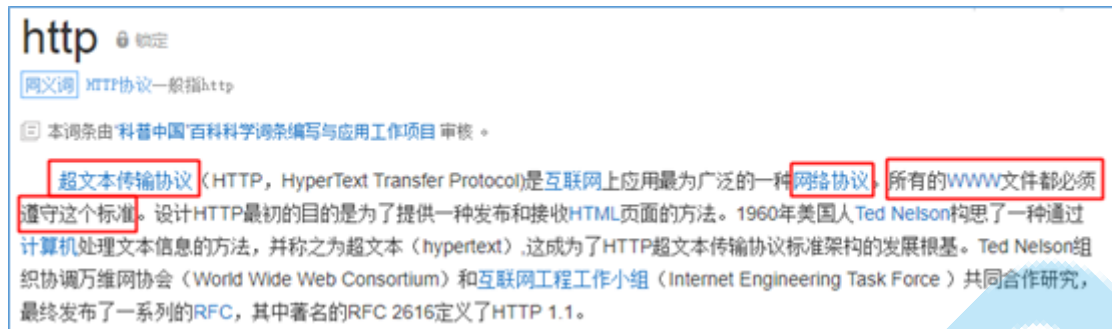 http 锁定
同义词 HTTP协议一般指http
本词条由“科普中国”百科科学词条编写与应用工作项目 审核 。
超文本传输协议（HTTP，HyperText Transfer Protocol)是互联网上应用最为广泛的一种网络协议。所有的WWW文件都必须
遵守这个标准。设计HTTP最初的目的是为了提供一种发布和接收HTML页面的方法。1960年美国人Ted Nelson构思了一种通过
计算机处理文本信息的方法，并称之为超文本（hypertext）,这成为了HTTP超文本传输协议标准架构的发展根基。Ted Nelson组
织协调万维网协会（World Wide Web Consortium）和互联网工程工作小组（Internet Engineering Task Force ）共同合作研究，
最终发布了一系列的RFC，其中著名的RFC 2616定义了HTTP 1.1。